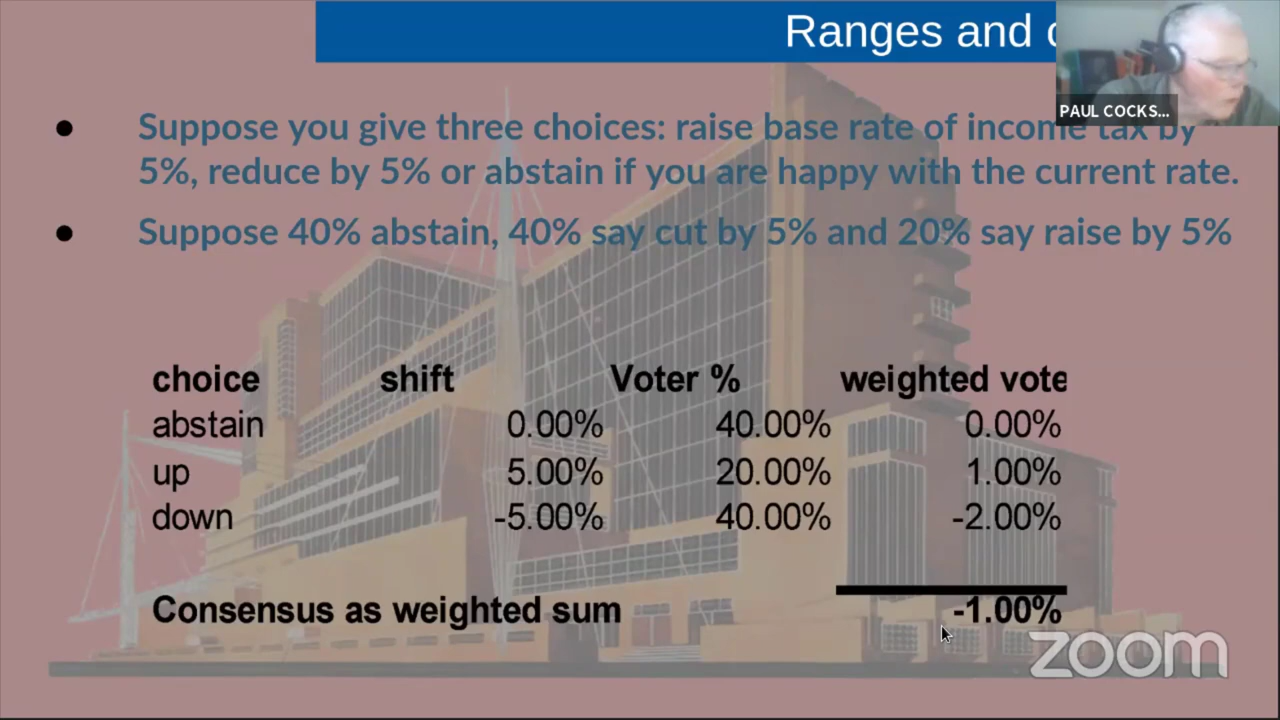 Ranges and
PAUL COCKS...
• Suppose you give three choices: raise base rate of income tax by
5%, reduce by 5% or abstain if you are happy with the current rate.
• Suppose 40% abstain, 40% say cut by 5% and 20% say raise by 5%
choice shift Voter % weighted vote
abstain 0.00% 40.00% 0.00%
up 5.00% 20.00% 1.00%
down -5.00% 40.00% -2.00%
Consensus as weighted sum -1.00%
zoom